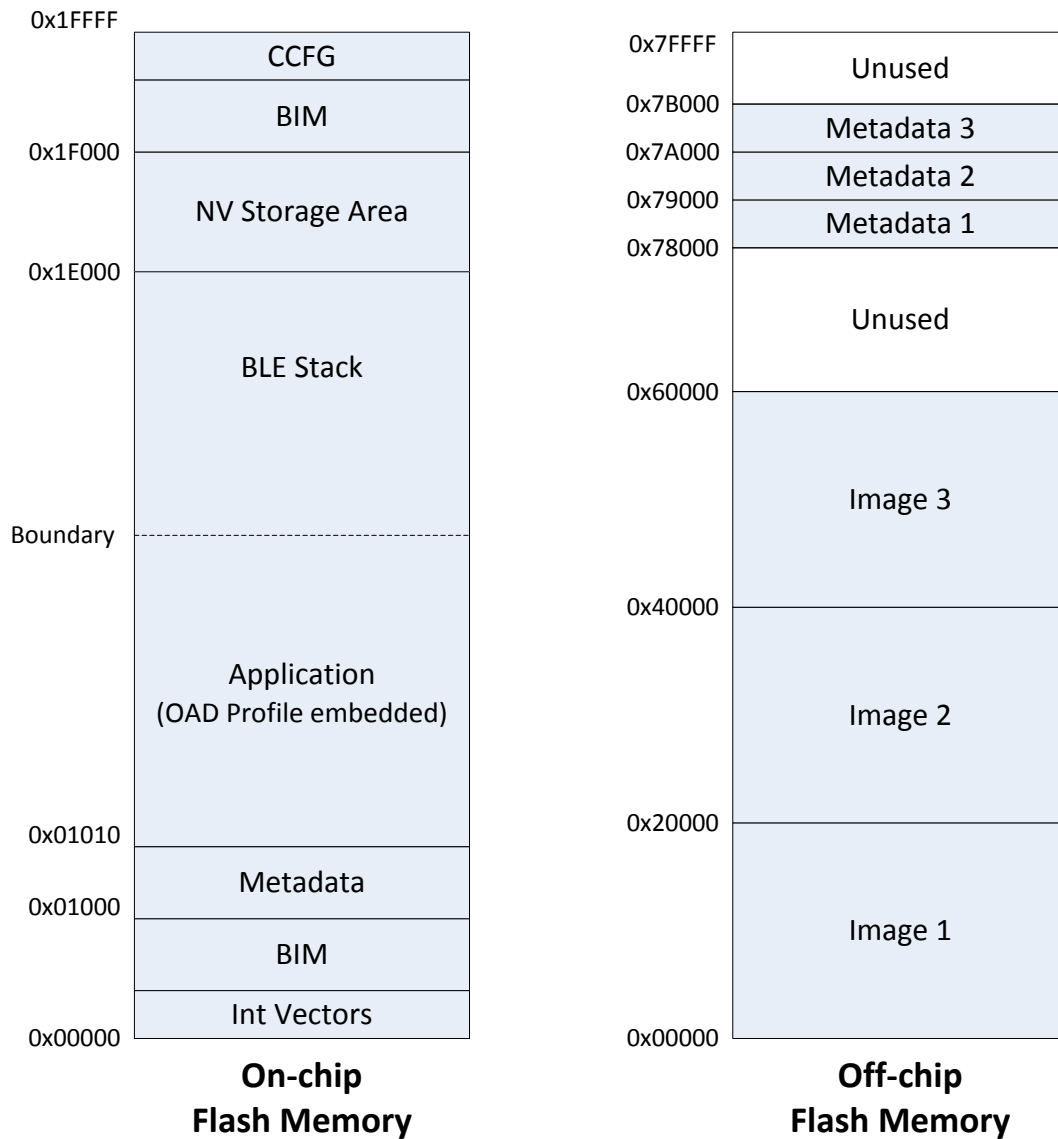 0x1FFFF
CCFG
BIM
0x1F000
NV Storage Area
0x1E000
BLE Stack
Boundary
Application
(OAD Profile embedded)
0x01010
Metadata
0x01000
BIM
Int Vectors
0x00000
On-chip
Flash Memory
0x7FFFF
Unused
0x7B000
Metadata 3
0x7A000
Metadata 2
0x79000
Metadata 1
0x78000
Unused
0x60000
Image 3
0x40000
Image 2
0x20000
Image 1
0x00000
Off-chip
Flash Memory